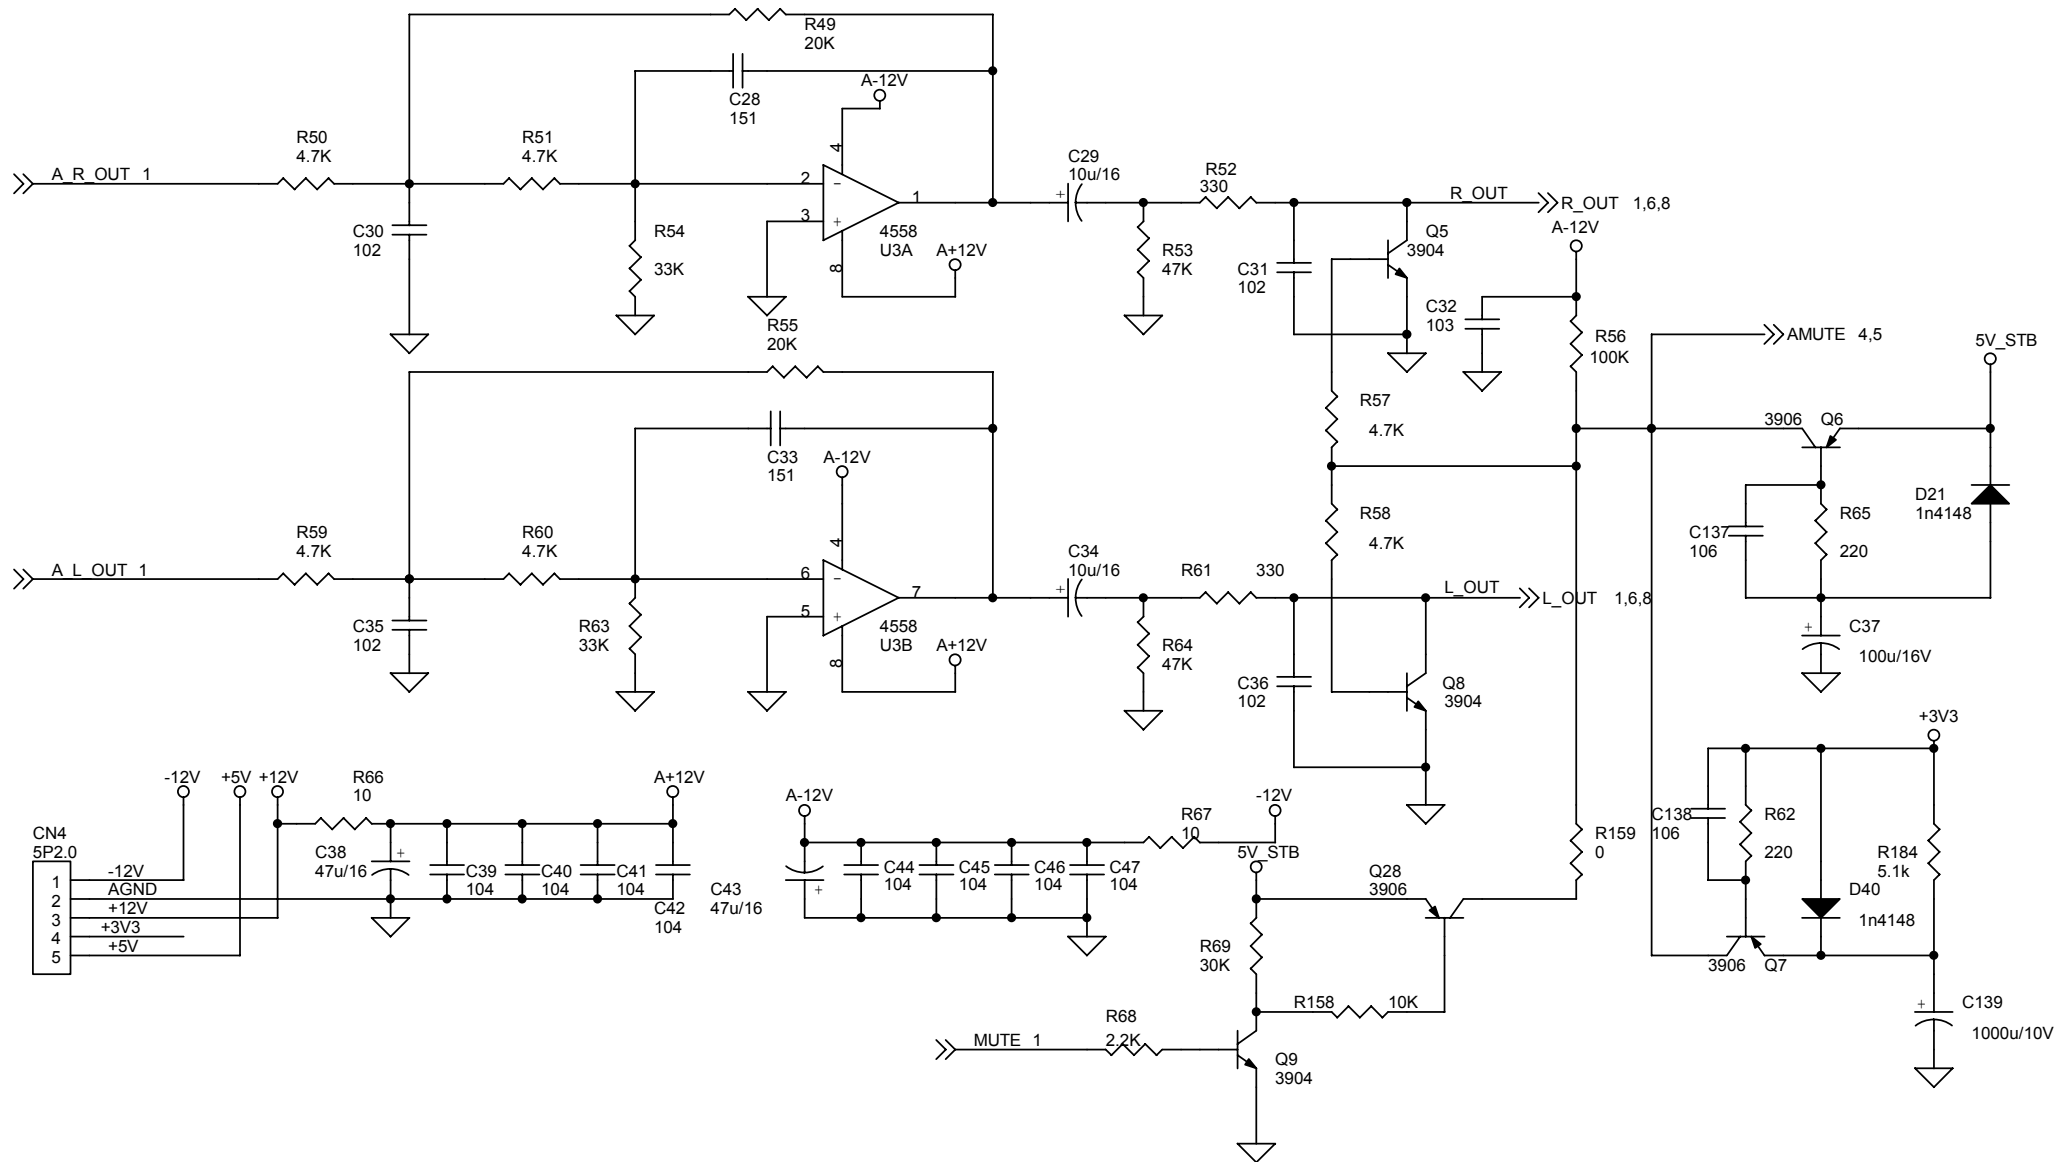 R49
20K
C28
151
A-12V
R50
4.7K
R51
4.7K
A_R_OUT 1
4
2
3
1
8
-
+
4558
U3A
A+12V
C30
102
R54
33K
C29
10u/16
+
R52
330
R53
47K
C31
102
Q5
3904
R_OUT
R_OUT 1,6,8
A-12V
C32
103
R56
100K
AMUTE 4,5
5V_STB
R55
20K
C33
151
A-12V
R57
4.7K
R58
4.7K
3906
Q6
C137
106
R65
220
D21
1n4148
+
C37
100u/16V
R59
4.7K
R60
4.7K
A_L_OUT 1
4
6
5
7
8
-
+
4558
U3B
A+12V
C35
102
R63
33K
C34
10u/16
+
R61
330
R64
47K
L_OUT
L_OUT 1,6,8
C36
102
Q8
3904
-12V
+5V
+12V
R66
10
A+12V
CN4
5P2.0
1
2
3
4
5
-12V
AGND
+12V
+3V3
+5V
C38
47u/16
+
C39
104
C40
104
C41
104
C42
104
A-12V
C43
47u/16
+
C44
104
C45
104
C46
104
C47
104
R67
10
-12V
5V_STB
Q28
3906
R159
0
R69
30K
R158
10K
MUTE 1
R68
2.2K
Q9
3904
+3V3
C138
106
R62
220
R184
5.1k
D40
1n4148
3906
Q7
+
C139
1000u/10V